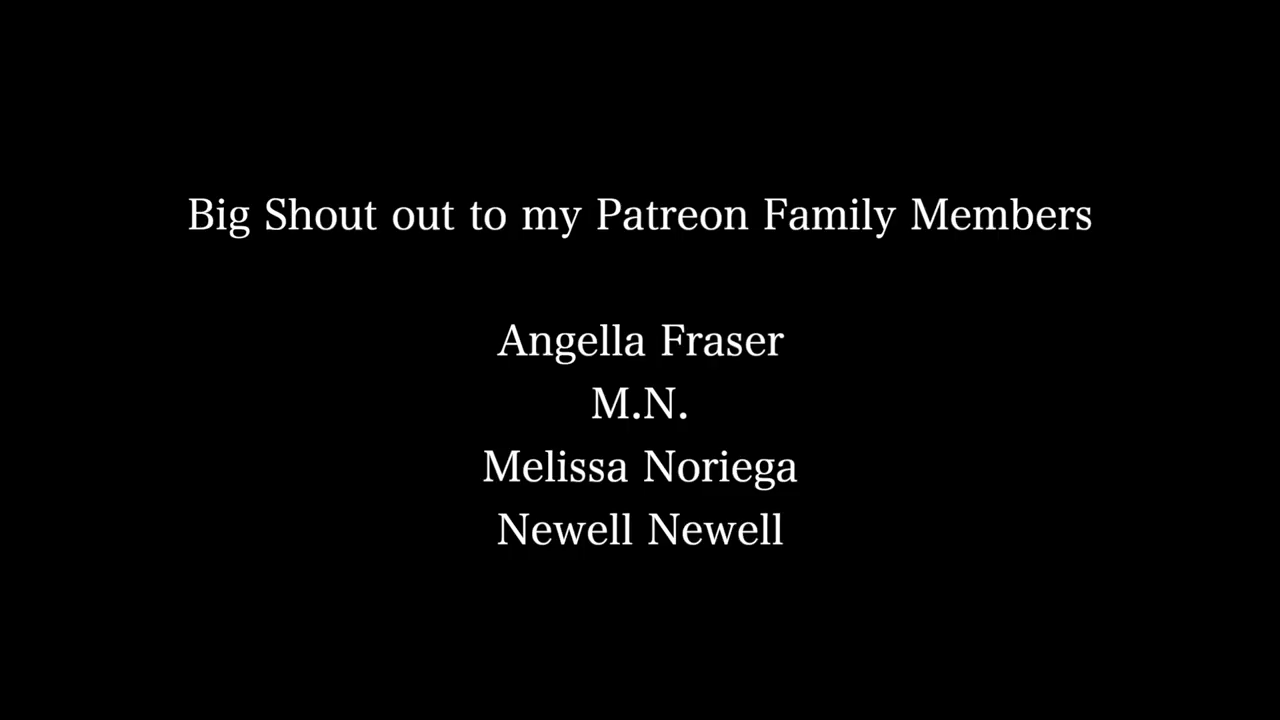 Big Shout out to my Patreon Family Members
Angella Fraser
M.N.
Melissa Noriega
Newell Newell